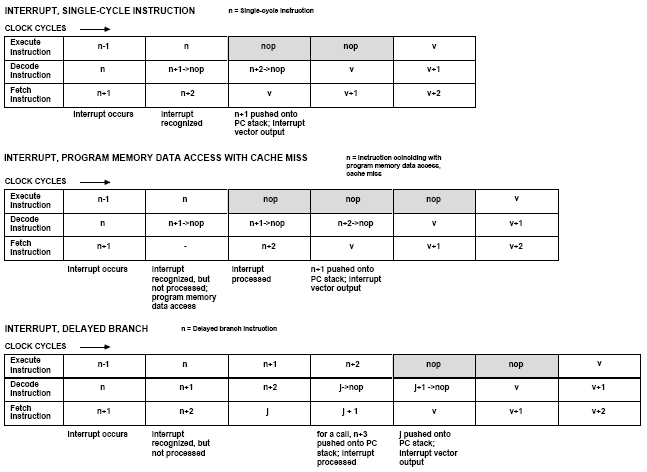 INTERRUPT, SINGLE-CYCLE INSTRUCTION n = Single-cycle instruction
CLOCK CYCLES
Execute Instruction n-1 n nop nop v
Decode Instruction n n+1->nop n+2->nop v v+1
Fetch Instruction n+1 n+2 v v+1 v+2
Interrupt occurs
Interrupt
recognized
n+1 pushed onto
PC stack; interrupt
vector output
INTERRUPT, PROGRAM MEMORY DATA ACCESS WITH CACHE MISS
n = Instruction coinciding with
program memory data access,
cache miss
CLOCK CYCLES
Execute Instruction n-1 n nop nop nop v
Decode Instruction n n+1->nop n+1->nop n+2->nop v v+1
Fetch Instruction n+1 - n+2 v v+1 v+2
Interrupt occurs
Interrupt
recognized, but
not processed;
program memory
data access
Interrupt
processed
n+1 pushed onto
PC stack; interrupt
vector output
INTERRUPT, DELAYED BRANCH n = Delayed branch instruction
CLOCK CYCLES
Execute Instruction n-1 n n+1 n+2 nop nop v
Decode Instruction n n+1 n+2 j->nop j+1 ->nop v v+1
Fetch Instruction n+1 n+2 j j + 1 v v+1 v+2
Interrupt occurs
Interrupt
recognized, but
not processed
for a call, n+3
pushed onto PC
stack; interrupt
processed
j pushed onto
PC stack;
interrupt vector
output